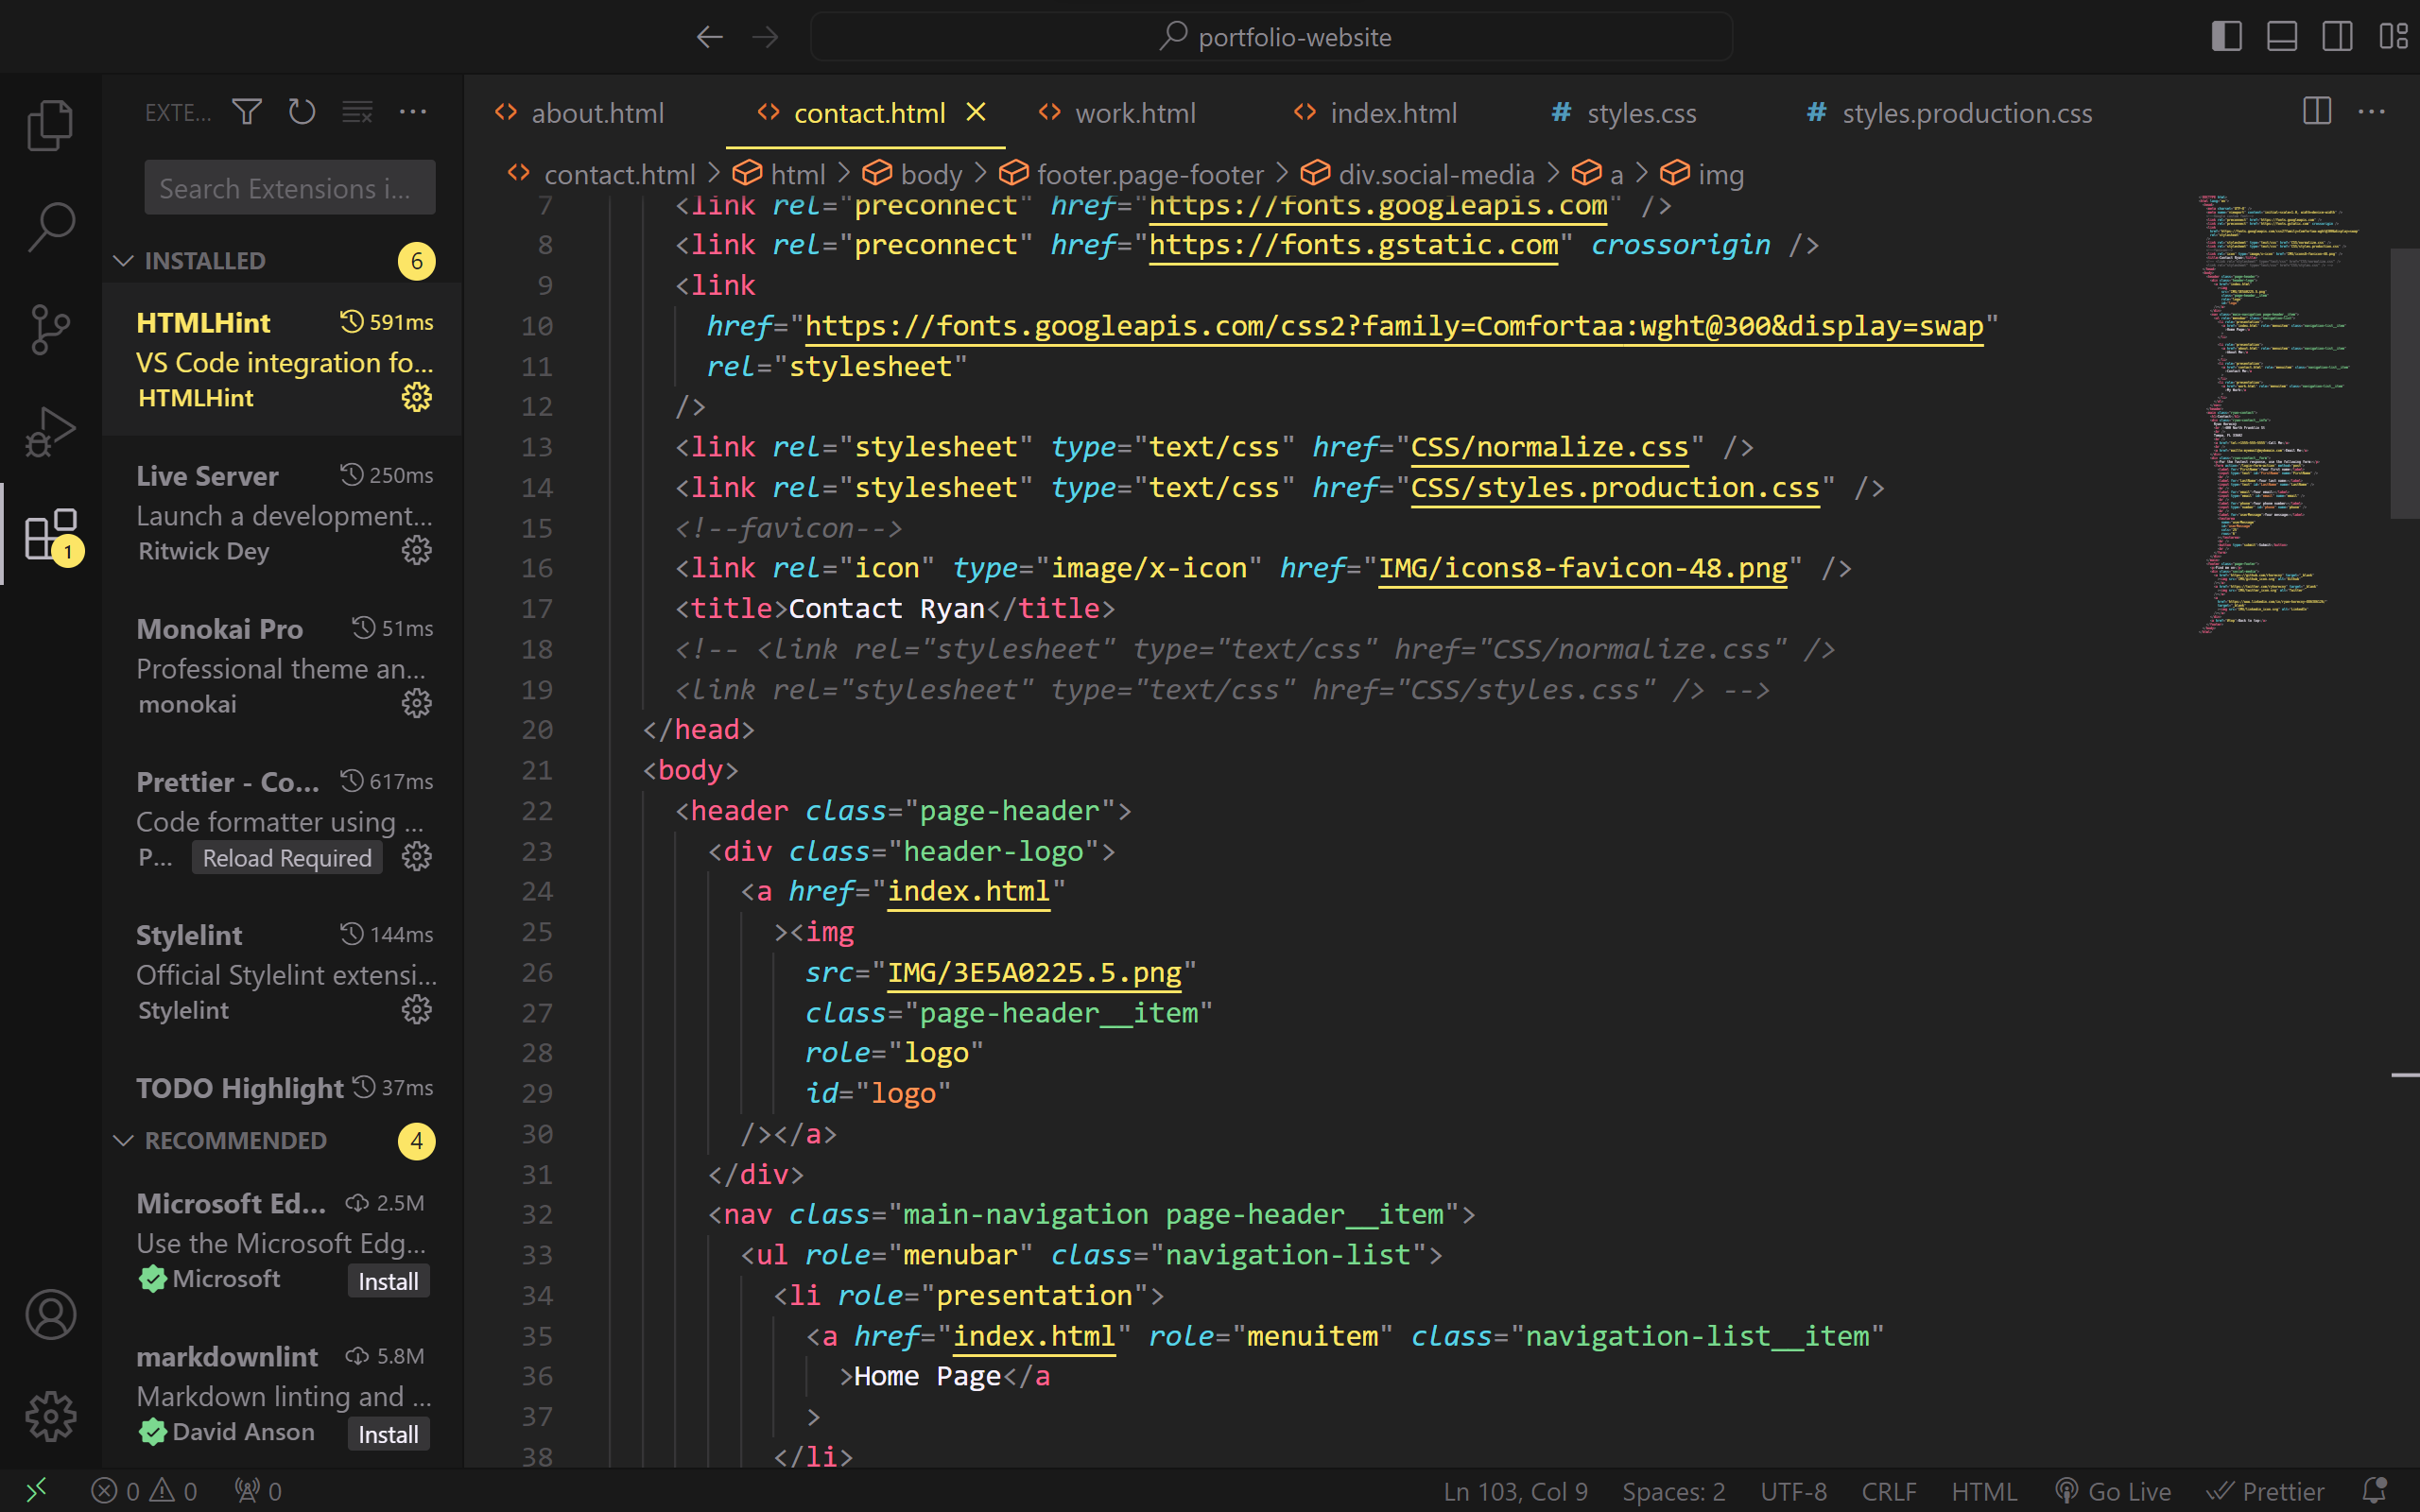 portfolio-website
EXTE...
Search Extensions i...
INSTALLED 6
HTMLHint 591ms
VS Code integration fo...
HTMLHint
Live Server 250ms
Launch a development...
Ritwick Dey
1
Monokai Pro 51ms
Professional theme an...
monokai
Prettier - Co... 617ms
Code formatter using ...
P... Reload Required
Stylelint 144ms
Official Stylelint extensi...
Stylelint
TODO Highlight 37ms
RECOMMENDED 4
Microsoft Ed... 2.5M
Use the Microsoft Edg...
Microsoft Install
markdownlint 5.8M
Markdown linting and ...
David Anson Install
about.html contact.html work.html index.html # styles.css # styles.production.css
contact.html > html > body > footer.page-footer > div.social-media > a > img
7 <link rel="preconnect" href="https://fonts.googleapis.com" />
8 <link rel="preconnect" href="https://fonts.gstatic.com" crossorigin />
9 <link
10 href="https://fonts.googleapis.com/css2?family=Comfortaa:wght@300&display=swap"
11 rel="stylesheet"
12 />
13 <link rel="stylesheet" type="text/css" href="CSS/normalize.css" />
14 <link rel="stylesheet" type="text/css" href="CSS/styles.production.css" />
15 <!--favicon-->
16 <link rel="icon" type="image/x-icon" href="IMG/icons8-favicon-48.png" />
17 <title>Contact Ryan</title>
18 <!-- <link rel="stylesheet" type="text/css" href="CSS/normalize.css" />
19 <link rel="stylesheet" type="text/css" href="CSS/styles.css" /> -->
20 </head>
21 <body>
22 <header class="page-header">
23 <div class="header-logo">
24 <a href="index.html"
25 ><img
26 src="IMG/3E5A0225.5.png"
27 class="page-header__item"
28 role="logo"
29 id="logo"
30 /></a>
31 </div>
32 <nav class="main-navigation page-header__item">
33 <ul role="menubar" class="navigation-list">
34 <li role="presentation">
35 <a href="index.html" role="menuitem" class="navigation-list__item"
36 >Home Page</a
37 >
38 </li>
0 0 0 Ln 103, Col 9 Spaces: 2 UTF-8 CRLF HTML Go Live Prettier